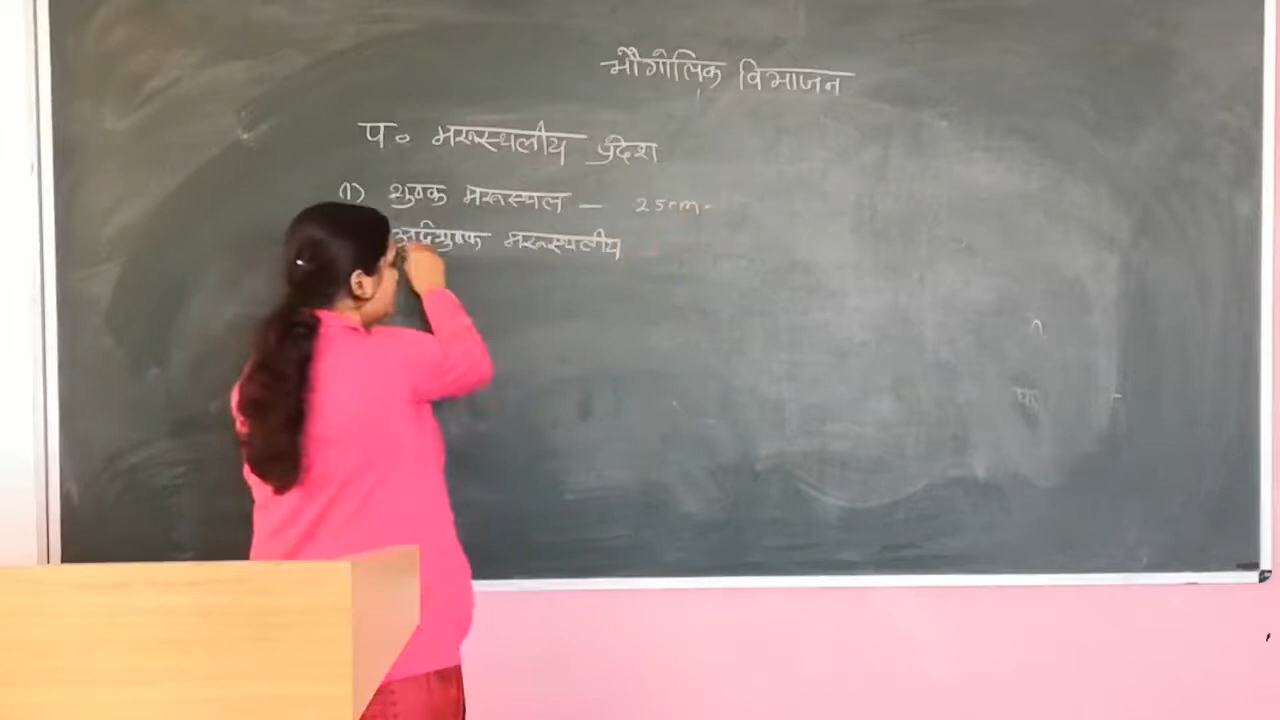 भौगोलिक विभाजन
प० मरूस्थलीय प्रदेश
(1) शुष्क मरूस्थल – 25cm.
अर्द्धशुष्क मरूस्थलीय